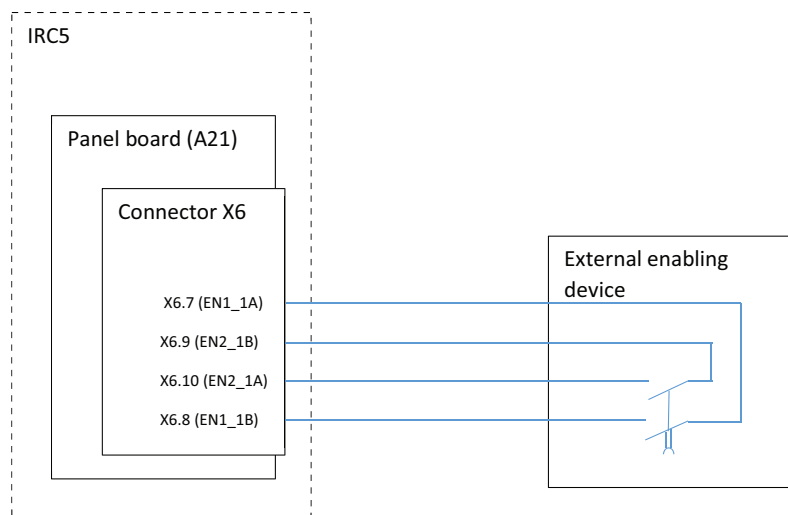 IRC5
Panel board (A21)
Connector X6
External enabling
device
X6.7 (EN1_1A)
X6.9 (EN2_1B)
X6.10 (EN2_1A)
X6.8 (EN1_1B)